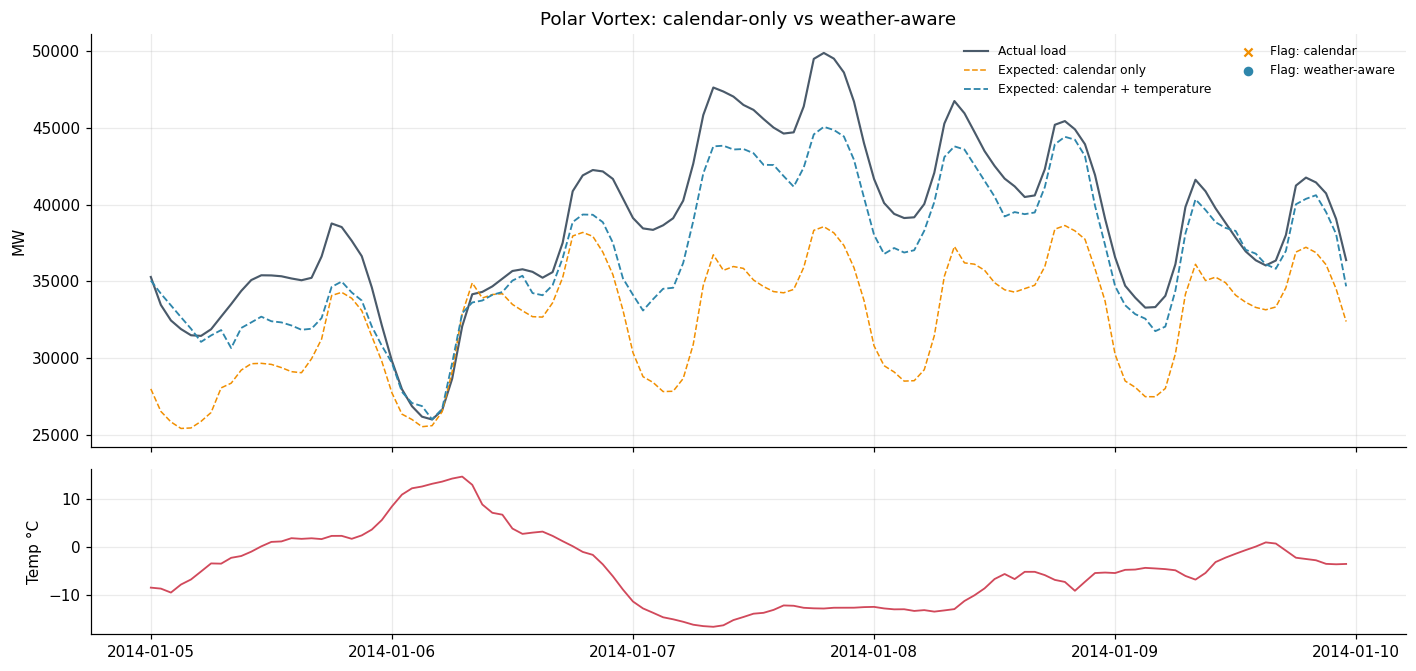 Polar Vortex: calendar-only vs weather-aware
50000
45000
40000
35000
30000
25000
MW
Actual load
Expected: calendar only
Expected: calendar + temperature
Flag: calendar
Flag: weather-aware
10
0
−10
Temp °C
2014-01-05
2014-01-06
2014-01-07
2014-01-08
2014-01-09
2014-01-10